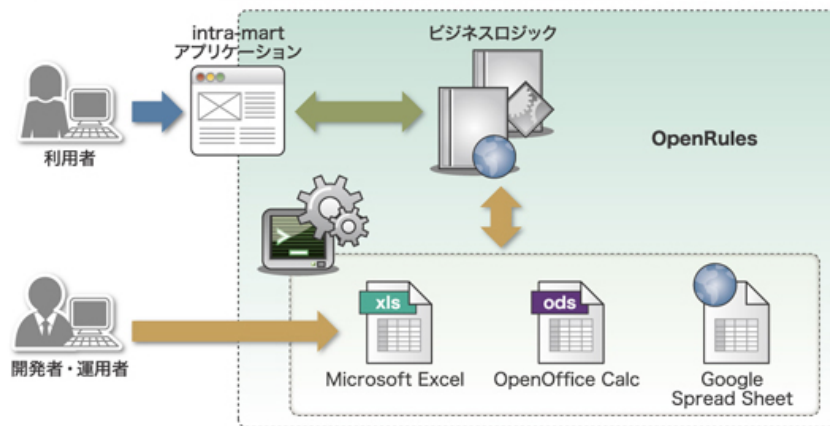 intra-mart
アプリケーション
ビジネスロジック
利用者
OpenRules
xls
ods
開発者・運用者
Microsoft Excel
OpenOffice Calc
Google
Spread Sheet